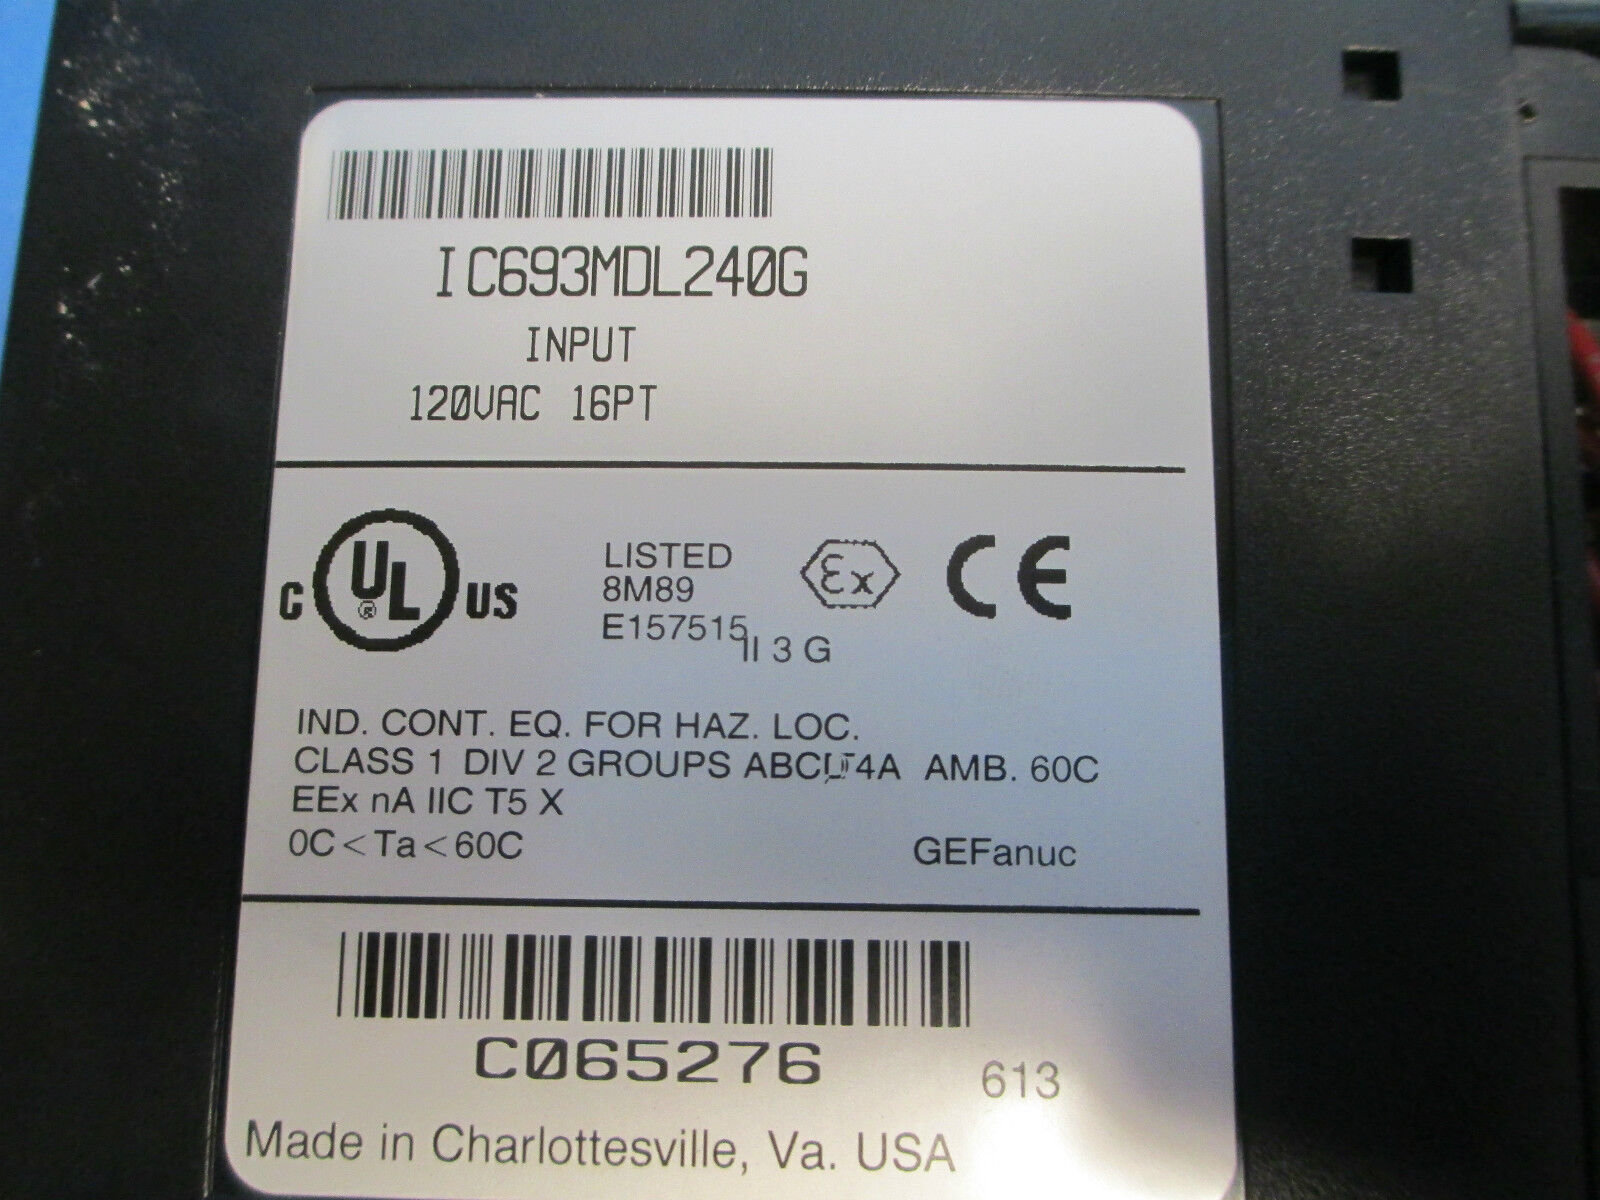 IC693MDL240G
INPUT
120VAC 16PT
C UL® US
LISTED
8M89
E157515
Ex
CE
II 3 G
IND. CONT. EQ. FOR HAZ. LOC.
CLASS 1 DIV 2 GROUPS ABCDT4A AMB. 60C
EEx nA IIC T5 X
0C<Ta<60C
GEFanuc
C065276
613
Made in Charlottesville, Va. USA